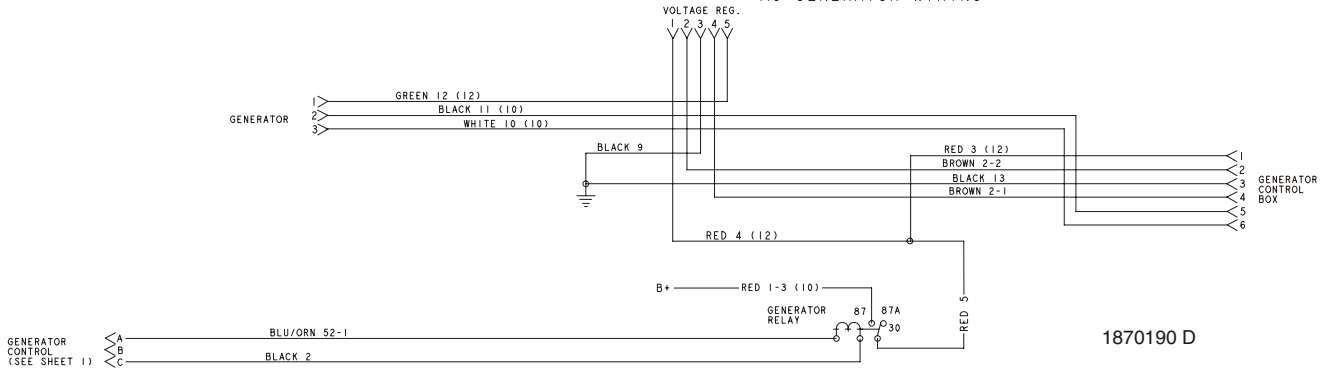 VOLTAGE REG.
1 2 3 4 5
GREEN 12 (12)
BLACK 11 (10)
WHITE 10 (10)
GENERATOR
1
2
3
BLACK 9
RED 3 (12)
BROWN 2-2
BLACK 13
BROWN 2-1
1
2
3
4
5
6
GENERATOR
CONTROL
BOX
RED 4 (12)
B+
RED 1-3 (10)
GENERATOR
RELAY
87 87A
30
RED 5
BLU/ORN 52-1
BLACK 2
GENERATOR
CONTROL
(SEE SHEET 1)
A
B
C
1870190 D